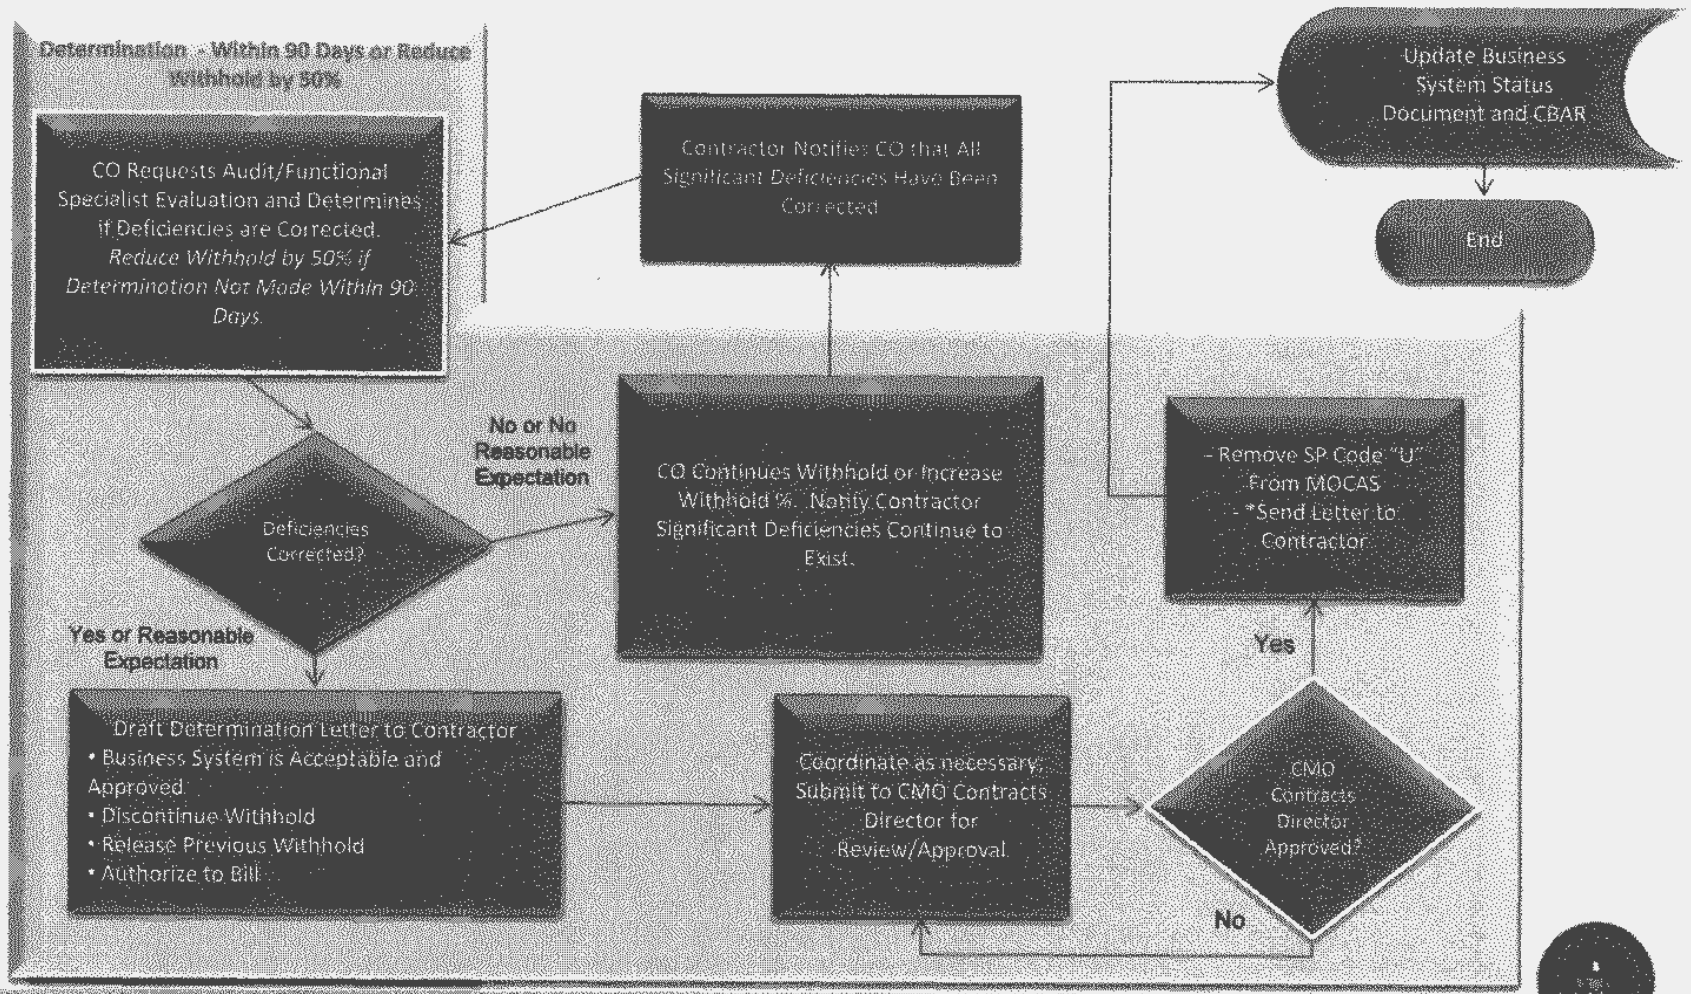 Determination - Within 90 Days or Reduce
Withhold by 50%
CO Requests Audit/Functional
Specialist Evaluation and Determines
if Deficiencies are Corrected.
Reduce Withhold by 50% if
Determination Not Made Within 90
Days.
Contractor Notifies CO that All
Significant Deficiencies Have Been
Corrected
Update Business
System Status
Document and CBAR
End
Deficiencies
Corrected?
No or No
Reasonable
Expectation
CO Continues Withhold or Increase
Withhold %. Notify Contractor
Significant Deficiencies Continue to
Exist.
- Remove SP Code "U"
From MOCAS
- *Send Letter to
Contractor
Yes or Reasonable
Expectation
Yes
Draft Determination Letter to Contractor
• Business System is Acceptable and
Approved
• Discontinue Withhold
• Release Previous Withhold
• Authorize to Bill
Coordinate as necessary.
Submit to CMO Contracts
Director for
Review/Approval
CMO
Contracts
Director
Approved?
No